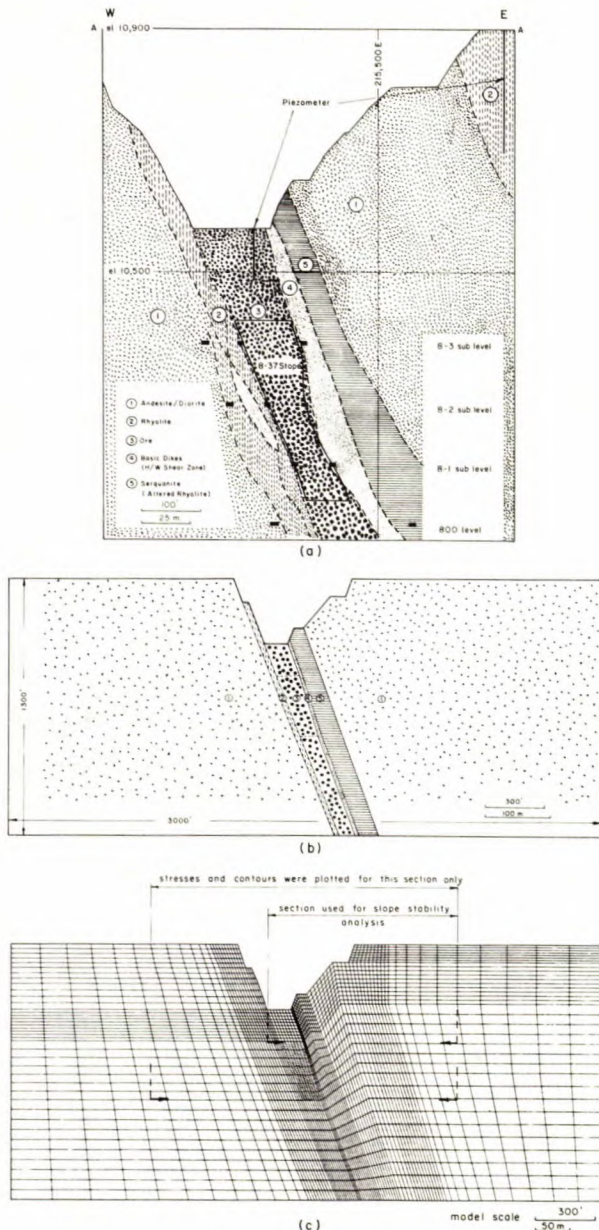 W
E
A el 10,900
A
215,500 E
Piezometer
2
1
el 10,500
5
4
1
2
3
8-37 Stope
8-3 sub level
8-2 sub level
8-1 sub level
800 level
1 Andesite/Diorite
2 Rhyolite
3 Ore
4 Basic Dikes
(H/W Shear Zone)
5 Serquanite
(Altered Rhyolite)
100'
25 m
(a)
1300'
1
5
1
3000'
300'
100 m
(b)
stresses and contours were plotted for this section only
section used for slope stability
analysis
model scale
300'
50 m
(c)